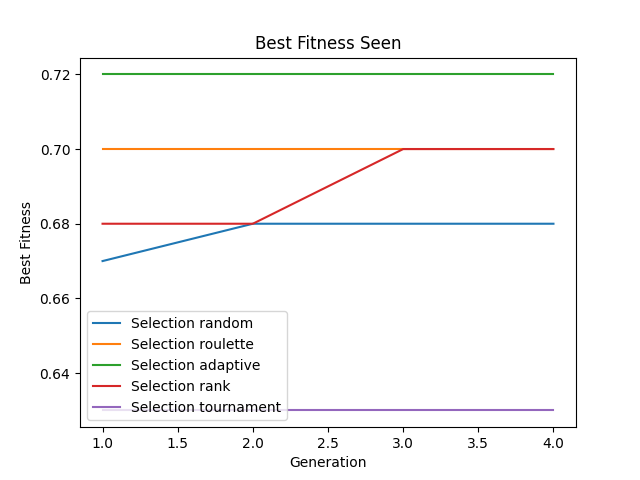 Best Fitness Seen
0.72
0.70
0.68
0.66
0.64
Best Fitness
Selection random
Selection roulette
Selection adaptive
Selection rank
Selection tournament
1.0 1.5 2.0 2.5 3.0 3.5 4.0
Generation